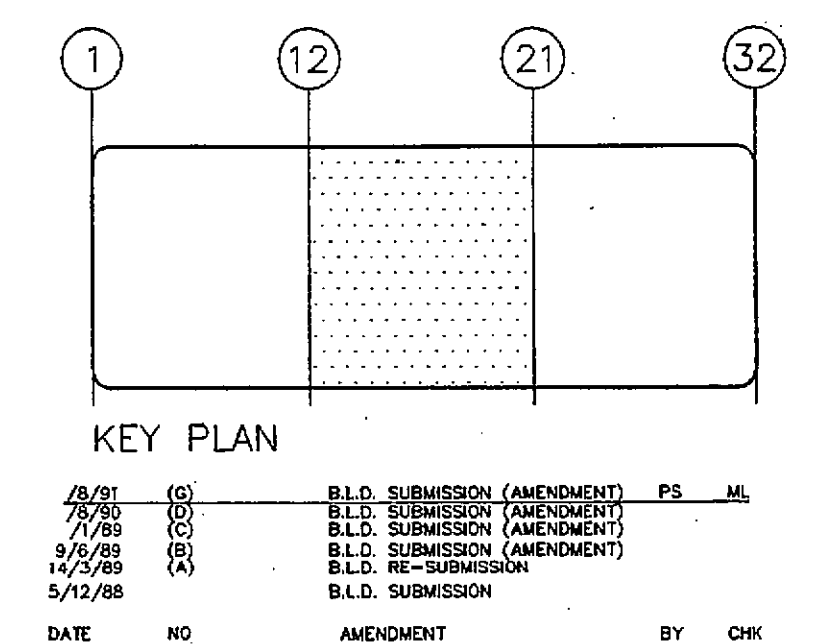 1 12 21 32
KEY PLAN
/8/91 (G) B.L.D. SUBMISSION (AMENDMENT) PS ML
/8/90 (D) B.L.D. SUBMISSION (AMENDMENT)
/1/89 (C) B.L.D. SUBMISSION (AMENDMENT)
9/6/89 (B) B.L.D. SUBMISSION (AMENDMENT)
14/3/89 (A) B.L.D. RE-SUBMISSION
5/12/88 B.L.D. SUBMISSION
DATE NO AMENDMENT BY CHK